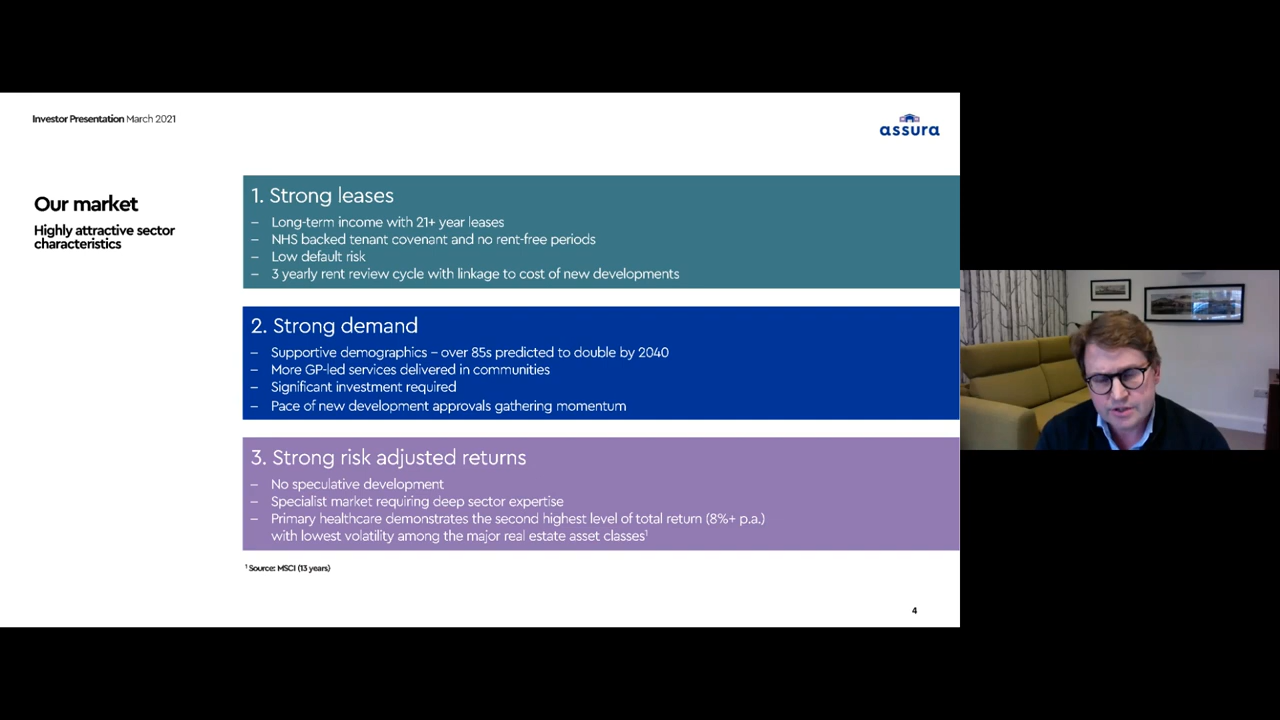 Investor Presentation March 2021
assura
Our market
Highly attractive sector
characteristics
1. Strong leases
– Long-term income with 21+ year leases
– NHS backed tenant covenant and no rent-free periods
– Low default risk
– 3 yearly rent review cycle with linkage to cost of new developments
2. Strong demand
– Supportive demographics – over 85s predicted to double by 2040
– More GP-led services delivered in communities
– Significant investment required
– Pace of new development approvals gathering momentum
3. Strong risk adjusted returns
– No speculative development
– Specialist market requiring deep sector expertise
– Primary healthcare demonstrates the second highest level of total return (8%+ p.a.)
with lowest volatility among the major real estate asset classes¹
¹ Source: MSCI (13 years)
4